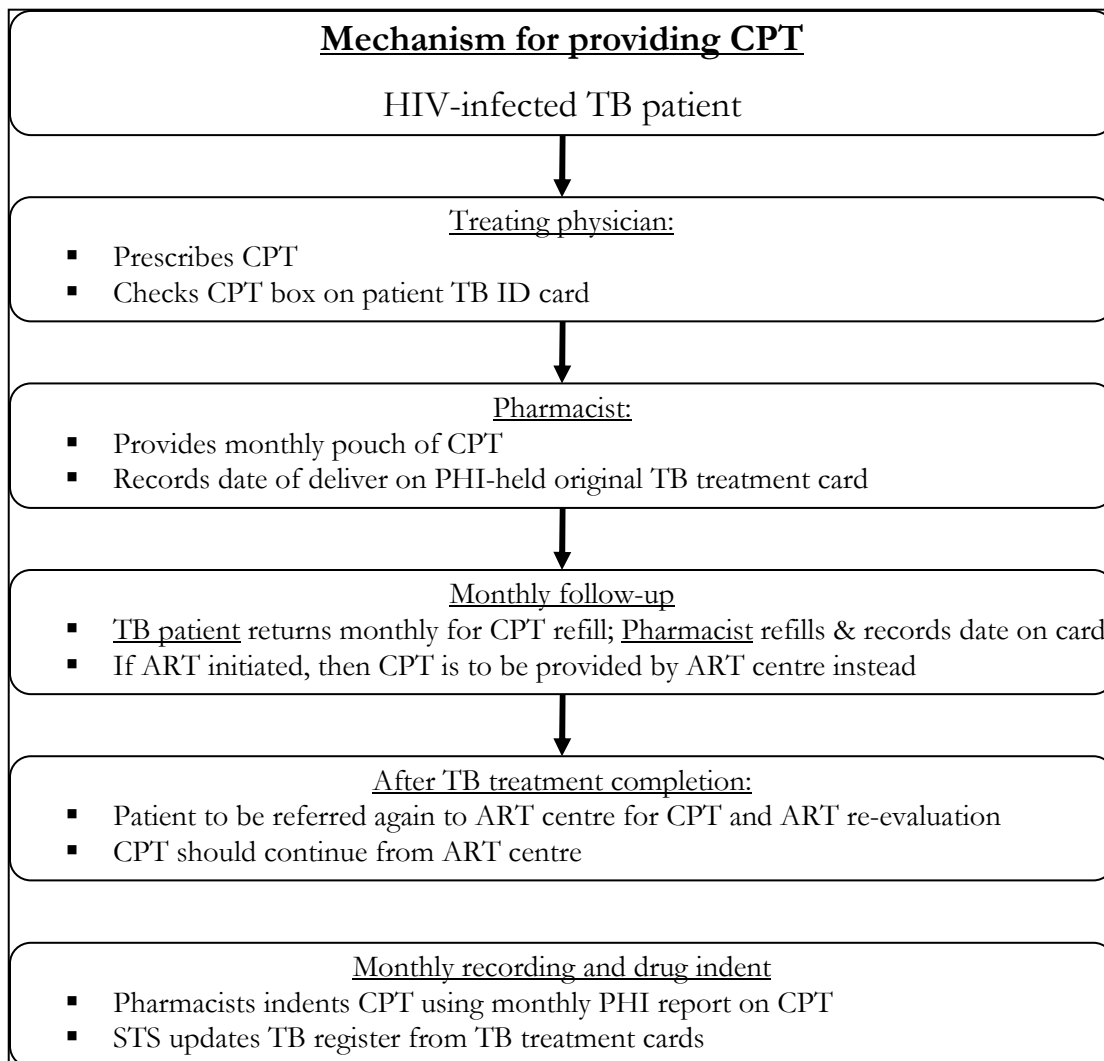 Mechanism for providing CPT
HIV-infected TB patient
Treating physician:
▪ Prescribes CPT
▪ Checks CPT box on patient TB ID card
Pharmacist:
▪ Provides monthly pouch of CPT
▪ Records date of deliver on PHI-held original TB treatment card
Monthly follow-up
▪ TB patient returns monthly for CPT refill; Pharmacist refills & records date on card
▪ If ART initiated, then CPT is to be provided by ART centre instead
After TB treatment completion:
▪ Patient to be referred again to ART centre for CPT and ART re-evaluation
▪ CPT should continue from ART centre
Monthly recording and drug indent
▪ Pharmacists indents CPT using monthly PHI report on CPT
▪ STS updates TB register from TB treatment cards